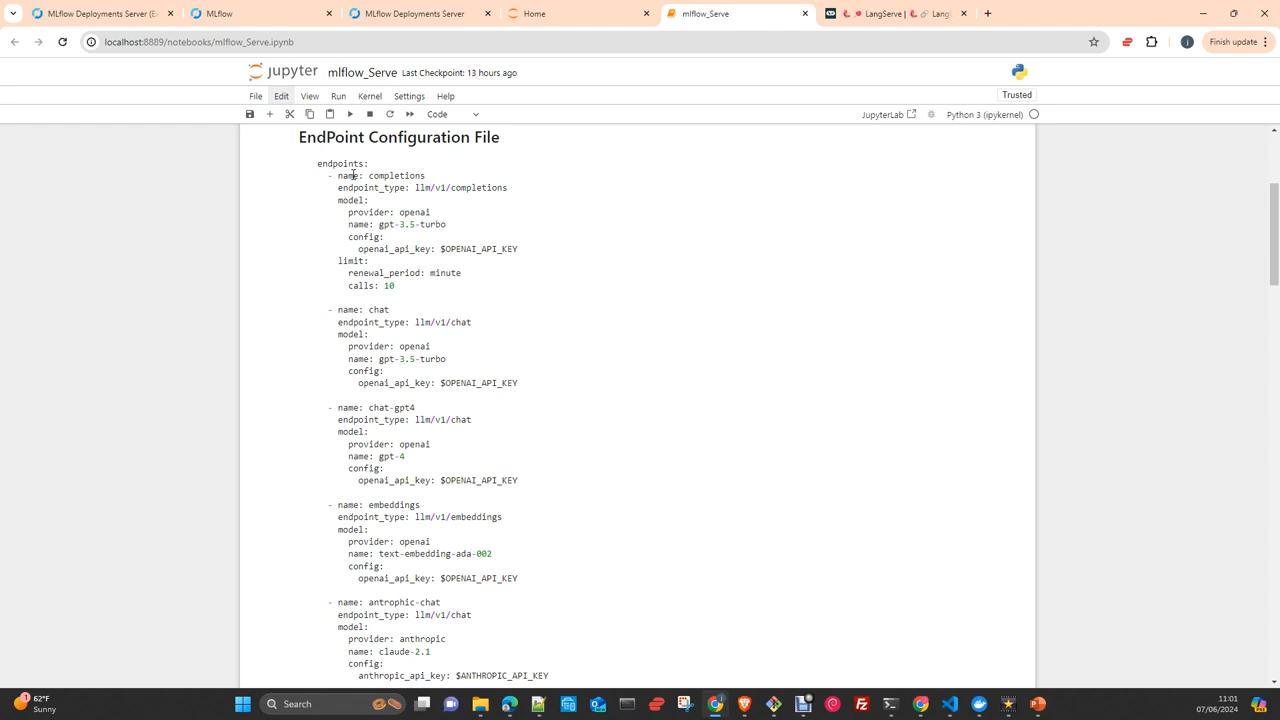 MLflow Deployments Server (E
MLflow
MLflow Deployments Server
Home
mlflow_Serve
LangServe | Lang
localhost:8889/notebooks/mlflow_Serve.ipynb
Finish update
jupyter mlflow_Serve Last Checkpoint: 13 hours ago
File Edit View Run Kernel Settings Help
Trusted
Code
JupyterLab
Python 3 (ipykernel)
EndPoint Configuration File
endpoints:
- name: completions
endpoint_type: llm/v1/completions
model:
provider: openai
name: gpt-3.5-turbo
config:
openai_api_key: $OPENAI_API_KEY
limit:
renewal_period: minute
calls: 10
- name: chat
endpoint_type: llm/v1/chat
model:
provider: openai
name: gpt-3.5-turbo
config:
openai_api_key: $OPENAI_API_KEY
- name: chat-gpt4
endpoint_type: llm/v1/chat
model:
provider: openai
name: gpt-4
config:
openai_api_key: $OPENAI_API_KEY
- name: embeddings
endpoint_type: llm/v1/embeddings
model:
provider: openai
name: text-embedding-ada-002
config:
openai_api_key: $OPENAI_API_KEY
- name: antrophic-chat
endpoint_type: llm/v1/chat
model:
provider: anthropic
name: claude-2.1
config:
anthropic_api_key: $ANTHROPIC_API_KEY
1
62°F
Sunny
Search
11:01
07/06/2024